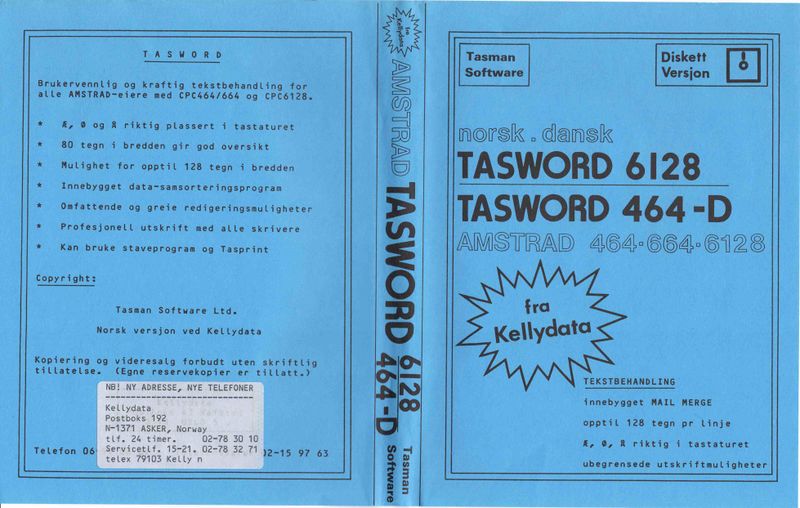 TASWORD
Brukervennlig og kraftig tekstbehandling for
alle AMSTRAD-eiere med CPC464/664 og CPC6128.
* Æ, Ø og Å riktig plassert i tastaturet
* 80 tegn i bredden gir god oversikt
* Mulighet for opptil 128 tegn i bredden
* Innebygget data-samsorteringsprogram
* Omfattende og greie redigeringsmuligheter
* Profesjonell utskrift med alle skrivere
* Kan bruke staveprogram og Tasprint
Copyright:
Tasman Software Ltd.
Norsk versjon ved Kellydata
Kopiering og videresalg forbudt uten skriftlig
tillatelse. (Egne reservekopier er tillatt.)
NB! NY ADRESSE, NYE TELEFONER
Kellydata
Postboks 192
N-1371 ASKER, Norway
tlf. 24 timer. 02-78 30 10
Servicetlf. 15-21. 02-78 32 71
telex 79103 Kelly n
Telefon 06 02-15 97 63
fra
Kellydata
AMSTRAD TASWORD 6128
464-D
Tasman
Software
Tasman
Software
Diskett
Versjon
norsk . dansk
TASWORD 6128
TASWORD 464-D
AMSTRAD 464·664·6128
fra
Kellydata
TEKSTBEHANDLING
innebygget MAIL MERGE
opptil 128 tegn pr linje
Æ, Ø, Å riktig i tastaturet
ubegrensede utskriftmuligheter